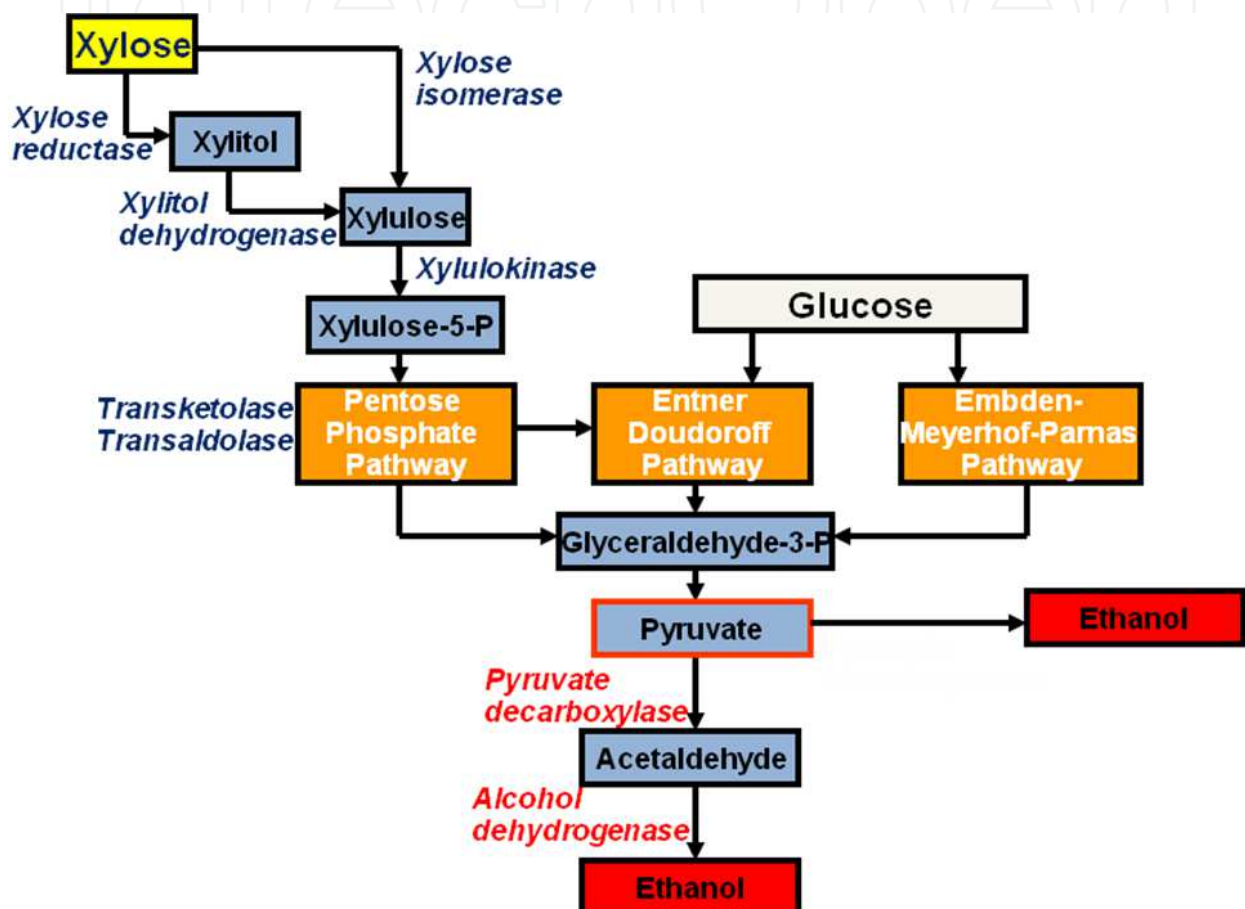 Xylose
Xylose
isomerase
Xylose
reductase
Xylitol
Xylitol
dehydrogenase
Xylulose
Xylulokinase
Xylulose-5-P
Glucose
Transketolase
Transaldolase
Pentose
Phosphate
Pathway
Entner
Doudoroff
Pathway
Embden-
Meyerhof-Parnas
Pathway
Glyceraldehyde-3-P
Pyruvate
Ethanol
Pyruvate
decarboxylase
Acetaldehyde
Alcohol
dehydrogenase
Ethanol